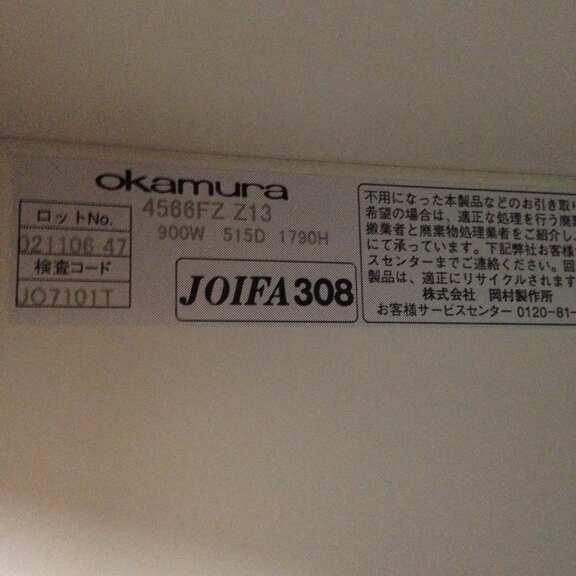 okamura
4566FZ Z13
900W 515D 1790H
ロットNo.
021106 47
検査コード
JO7101T
JOIFA308
不用になった本製品などのお引き取り
希望の場合は、適正な処理を行う廃
搬業者と廃棄物処理業者をご紹介し
にて承っています。下記弊社お客様
スセンターまでご連絡ください。回
製品は、適正にリサイクルされます
株式会社 岡村製作所
お客様サービスセンター 0120-81-